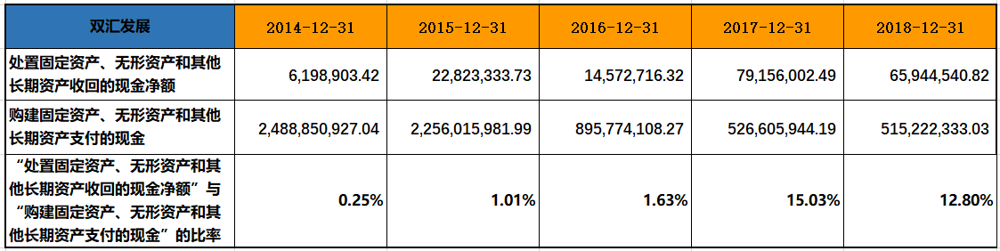 双汇发展 2014-12-31 2015-12-31 2016-12-31 2017-12-31 2018-12-31
处置固定资产、无形资产和其他
长期资产收回的现金净额 6,198,903.42 22,823,333.73 14,572,716.32 79,156,002.49 65,944,540.82
购建固定资产、无形资产和其他
长期资产支付的现金 2,488,850,927.04 2,256,015,981.99 895,774,108.27 526,605,944.19 515,222,333.03
“处置固定资产、无形资产和其
他长期资产收回的现金净额”与
“购建固定资产、无形资产和其
他长期资产支付的现金”的比率 0.25% 1.01% 1.63% 15.03% 12.80%